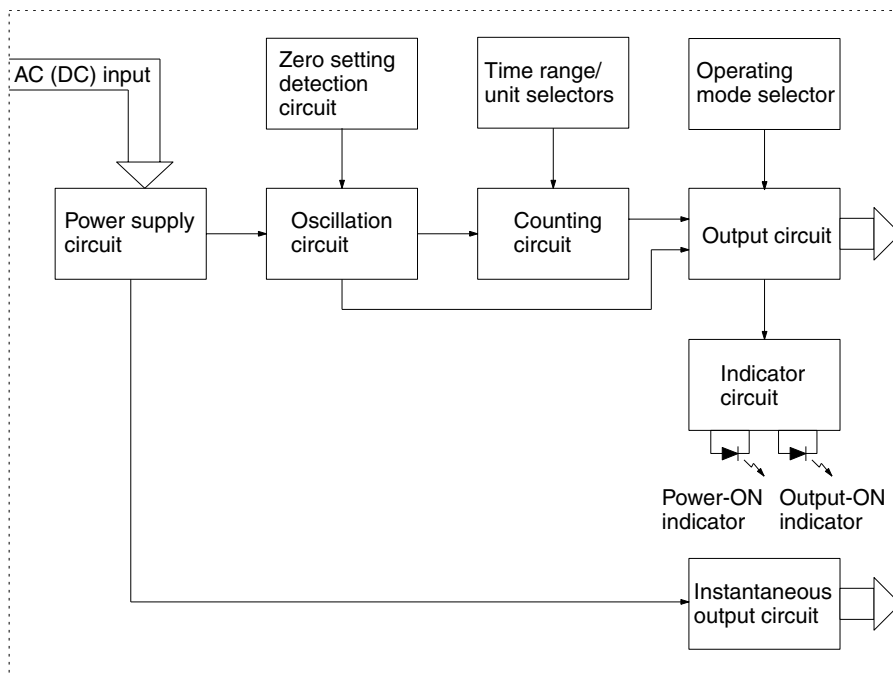 AC (DC) input
Zero setting
detection
circuit
Time range/
unit selectors
Operating
mode selector
Power supply
circuit
Oscillation
circuit
Counting
circuit
Output circuit
Indicator
circuit
Power-ON
indicator
Output-ON
indicator
Instantaneous
output circuit